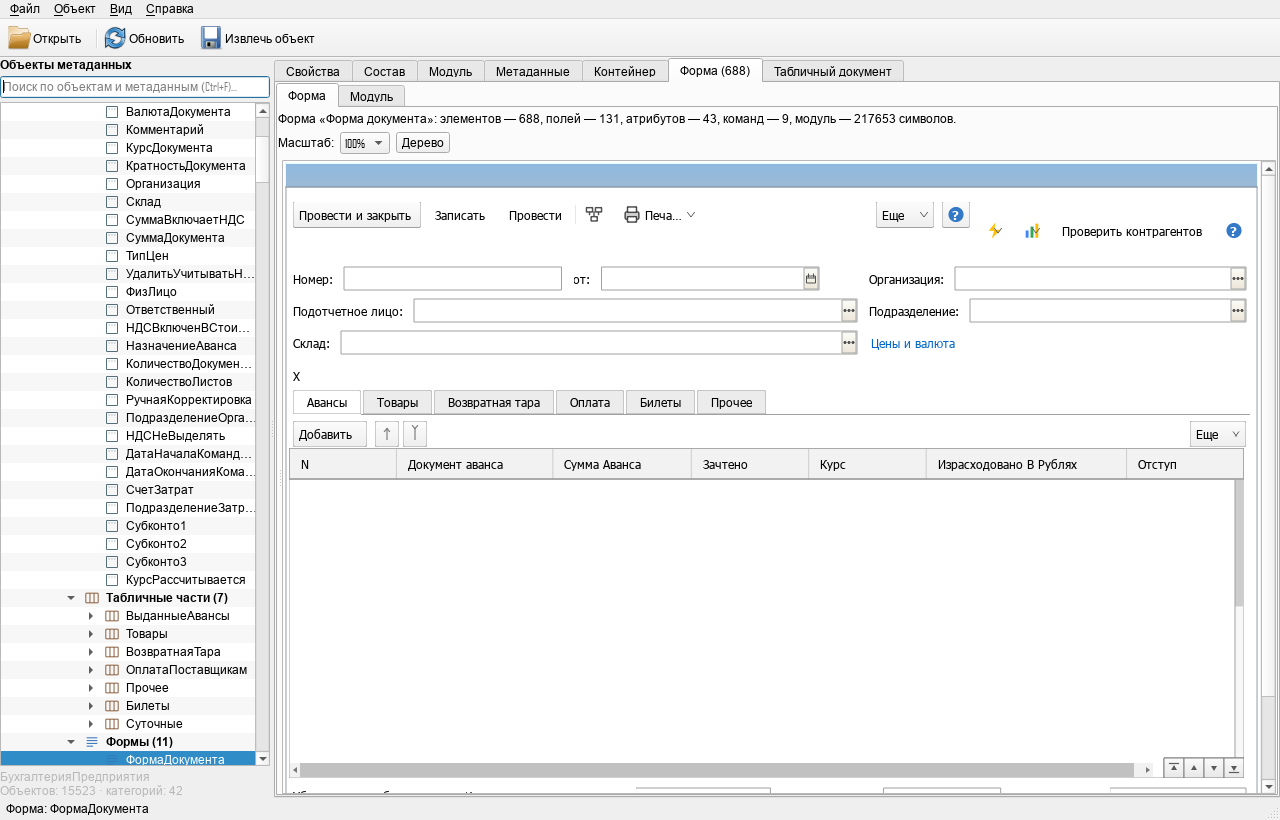 Файл Объект Вид Справка
Открыть Обновить Извлечь объект
Объекты метаданных
Поиск по объектам и метаданным (Ctrl+F)...
ВалютаДокумента
Комментарий
КурсДокумента
КратностьДокумента
Организация
Склад
СуммаВключаетНДС
СуммаДокумента
ТипЦен
УдалитьУчитыватьН...
ФизЛицо
Ответственный
НДСВключенВСтои...
НазначениеАванса
КоличествоДокумен...
КоличествоЛистов
РучнаяКорректировка
ПодразделениеОрга...
НДСНеВыделять
ДатаНачалаКоманд...
ДатаОкончанияКома...
СчетЗатрат
ПодразделениеЗатр...
Субконто1
Субконто2
Субконто3
КурсРассчитывается
Табличные части (7)
ВыданныеАвансы
Товары
ВозвратнаяТара
ОплатаПоставщикам
Прочее
Билеты
Суточные
Формы (11)
ФормаДокумента
БухгалтерияПредприятия
Объектов: 15523 · категорий: 42
Свойства Состав Модуль Метаданные Контейнер Форма (688) Табличный документ
Форма Модуль
Форма «Форма документа»: элементов — 688, полей — 131, атрибутов — 43, команд — 9, модуль — 217653 символов.
Масштаб: 100% Дерево
Провести и закрыть Записать Провести Печа... Еще ?
Проверить контрагентов ?
Номер: от: Организация:
Подотчетное лицо: Подразделение:
Склад: Цены и валюта
X
Авансы Товары Возвратная тара Оплата Билеты Прочее
Добавить Еще
N Документ аванса Сумма Аванса Зачтено Курс Израсходовано В Рублях Отступ
Форма: ФормаДокумента